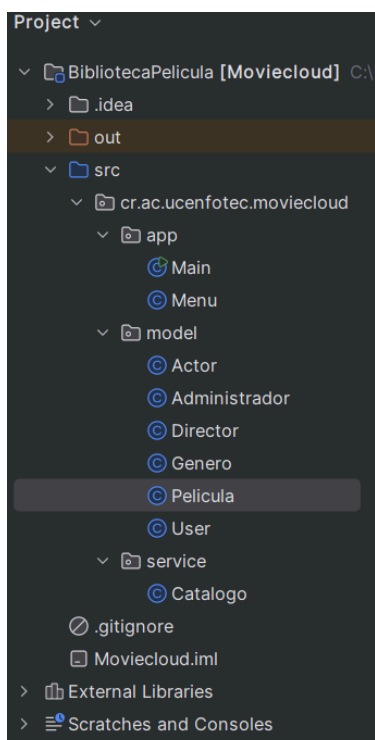 Project
BibliotecaPelicula [Moviecloud] C:\
.idea
out
src
cr.ac.ucenfotec.moviecloud
app
Main
Menu
model
Actor
Administrador
Director
Genero
Pelicula
User
service
Catalogo
.gitignore
Moviecloud.iml
External Libraries
Scratches and Consoles